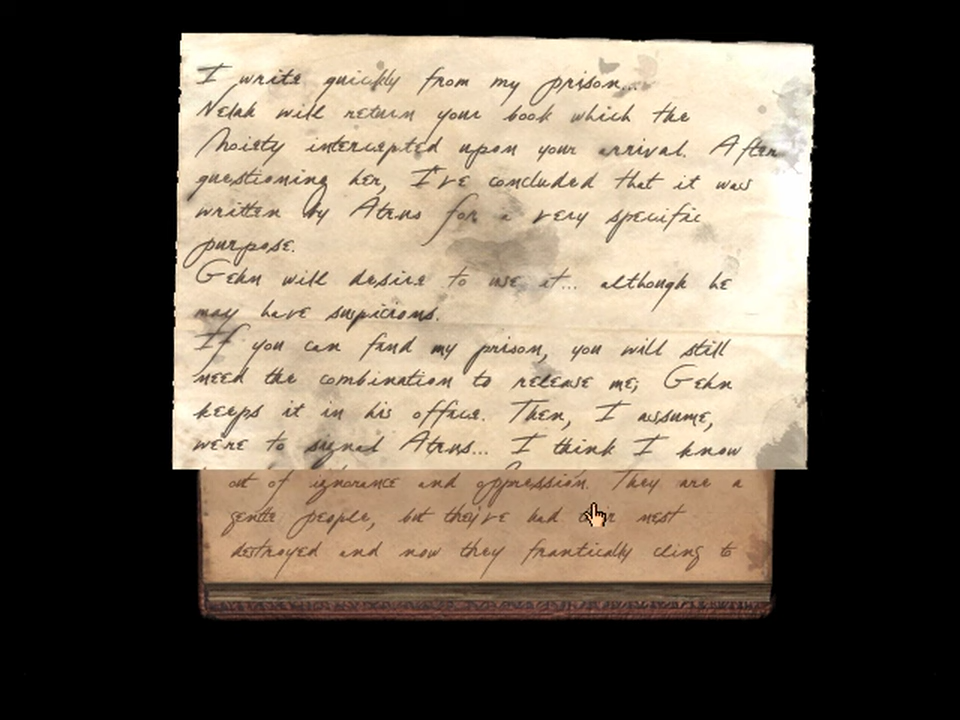 I write quickly from my prison...
Nelah will return your book which the
Moiety intercepted upon your arrival. After
questioning her, I've concluded that it was
written by Atrus for a very specific
purpose.
Gehn will desire to use it... although he
may have suspicions.
If you can find my prison, you will still
need the combination to release me; Gehn
keeps it in his office. Then, I assume,
we're to signal Atrus... I think I know
out of ignorance and oppression. They are a
gentle people, but they've had their nest
destroyed and now they frantically cling to